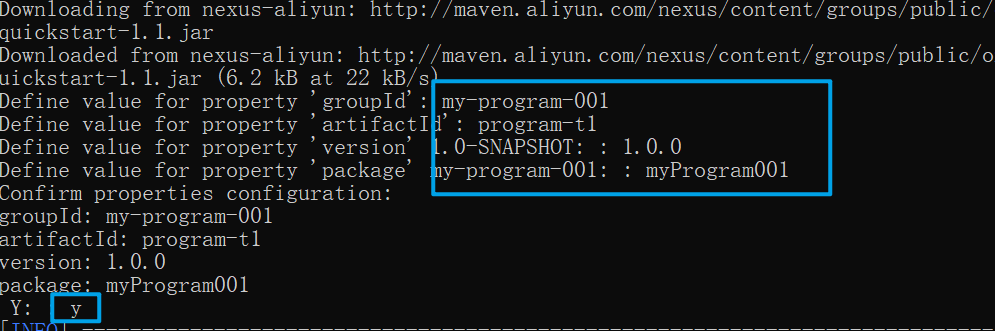 Downloading from nexus-aliyun: http://maven.aliyun.com/nexus/content/groups/public/
quickstart-1.1.jar
Downloaded from nexus-aliyun: http://maven.aliyun.com/nexus/content/groups/public/o
uickstart-1.1.jar (6.2 kB at 22 kB/s)
Define value for property 'groupId': my-program-001
Define value for property 'artifactId': program-t1
Define value for property 'version' 1.0-SNAPSHOT: : 1.0.0
Define value for property 'package' my-program-001: : myProgram001
Confirm properties configuration:
groupId: my-program-001
artifactId: program-t1
version: 1.0.0
package: myProgram001
Y: y
[INFO] ------------------------------------------------------------------------